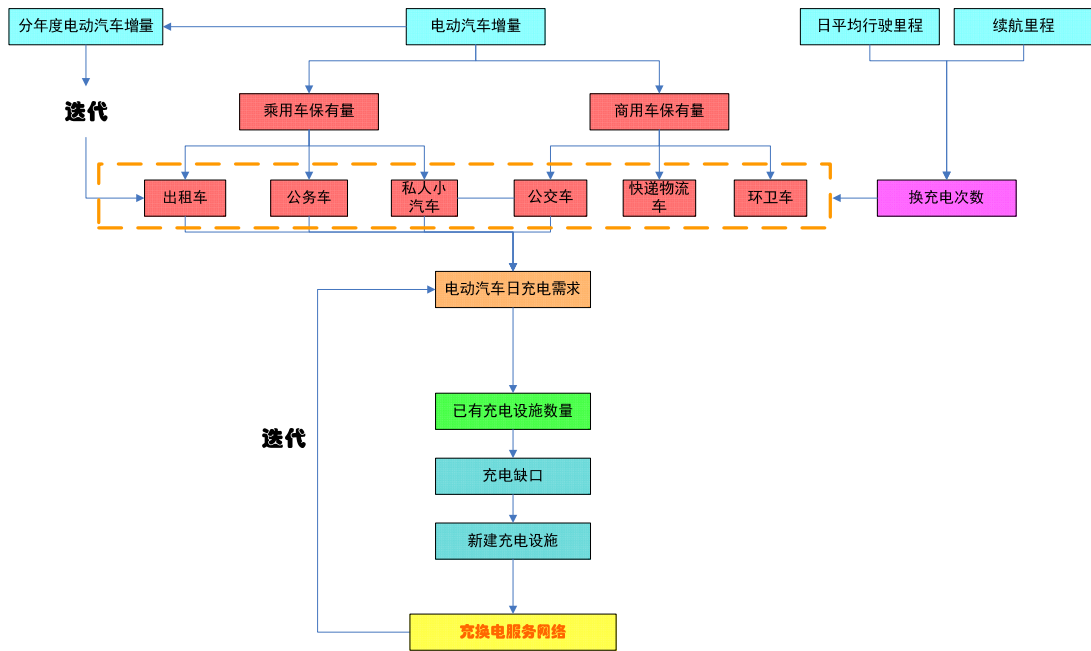 分年度电动汽车增量
电动汽车增量
日平均行驶里程
续航里程
迭代
乘用车保有量
商用车保有量
出租车
公务车
私人小
汽车
公交车
快递物流
车
环卫车
换充电次数
电动汽车日充电需求
已有充电设施数量
迭代
充电缺口
新建充电设施
充换电服务网络